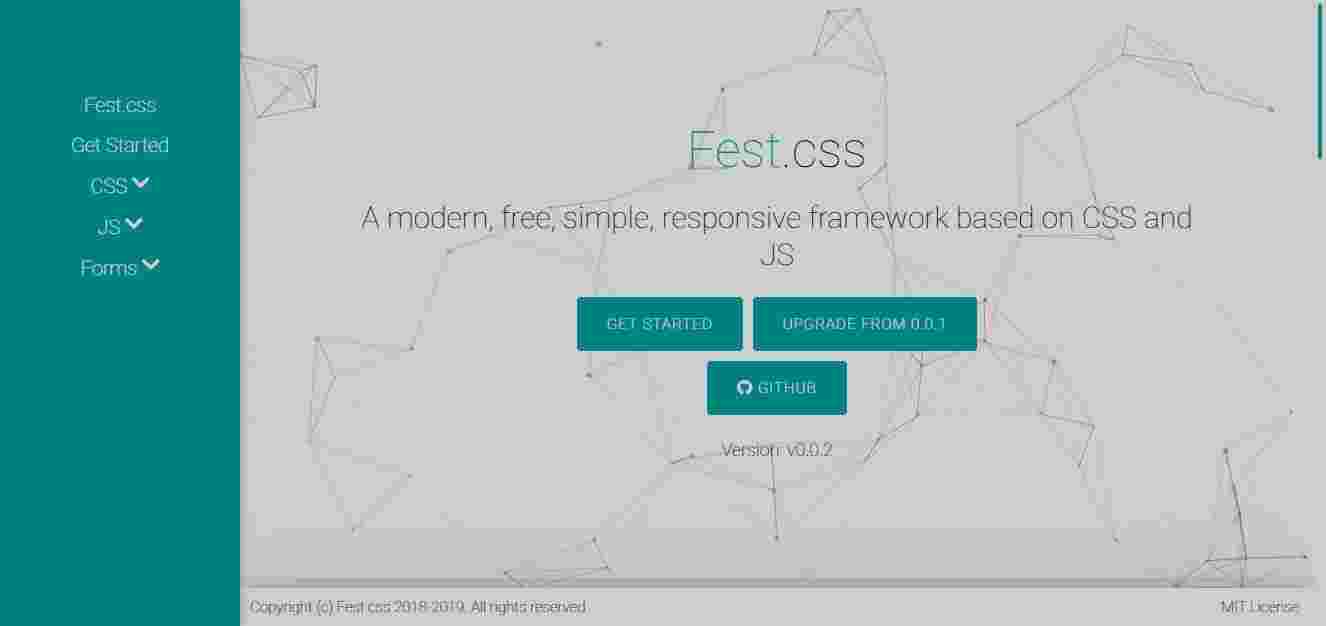 Fest.css
Get Started
CSS
JS
Forms
Fest.css
A modern, free, simple, responsive framework based on CSS and
JS
GET STARTED
UPGRADE FROM 0.0.1
GITHUB
Version: v0.0.2
Copyright (c) Fest.css 2018-2019. All rights reserved.
MIT License